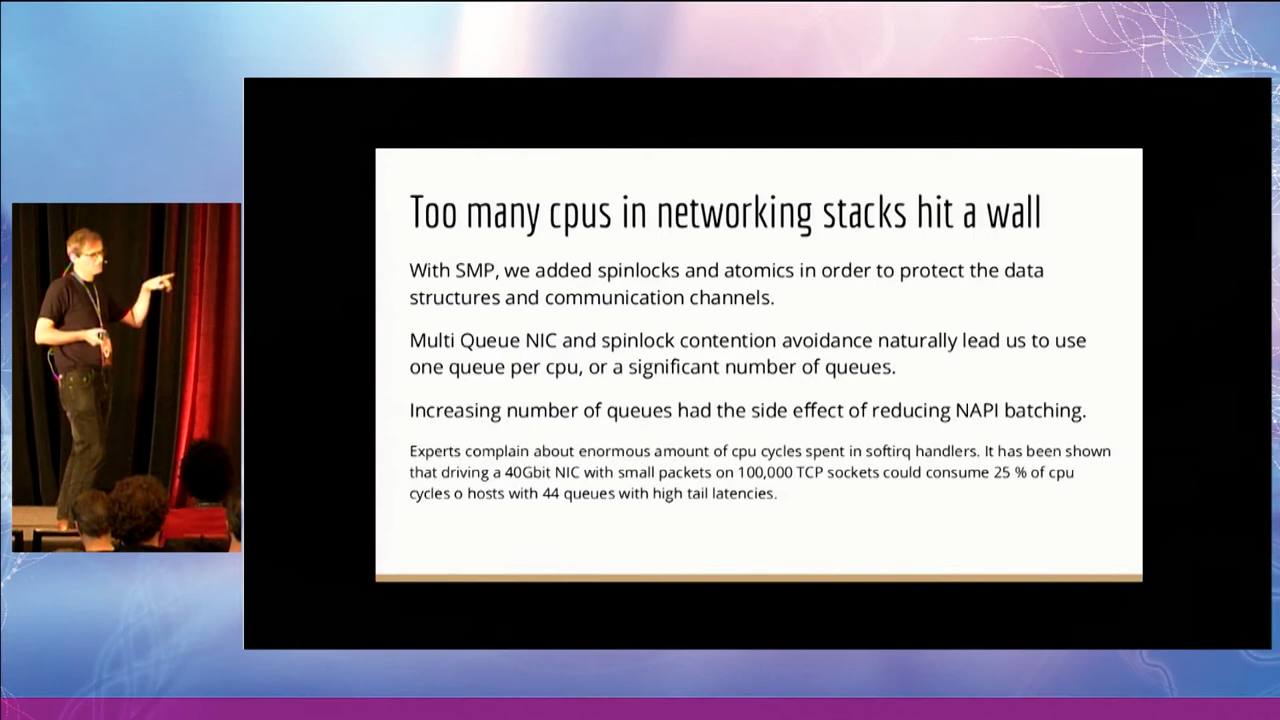 Too many cpus in networking stacks hit a wall
With SMP, we added spinlocks and atomics in order to protect the data
structures and communication channels.
Multi Queue NIC and spinlock contention avoidance naturally lead us to use
one queue per cpu, or a significant number of queues.
Increasing number of queues had the side effect of reducing NAPI batching.
Experts complain about enormous amount of cpu cycles spent in softirq handlers. It has been shown
that driving a 40Gbit NIC with small packets on 100,000 TCP sockets could consume 25 % of cpu
cycles o hosts with 44 queues with high tail latencies.